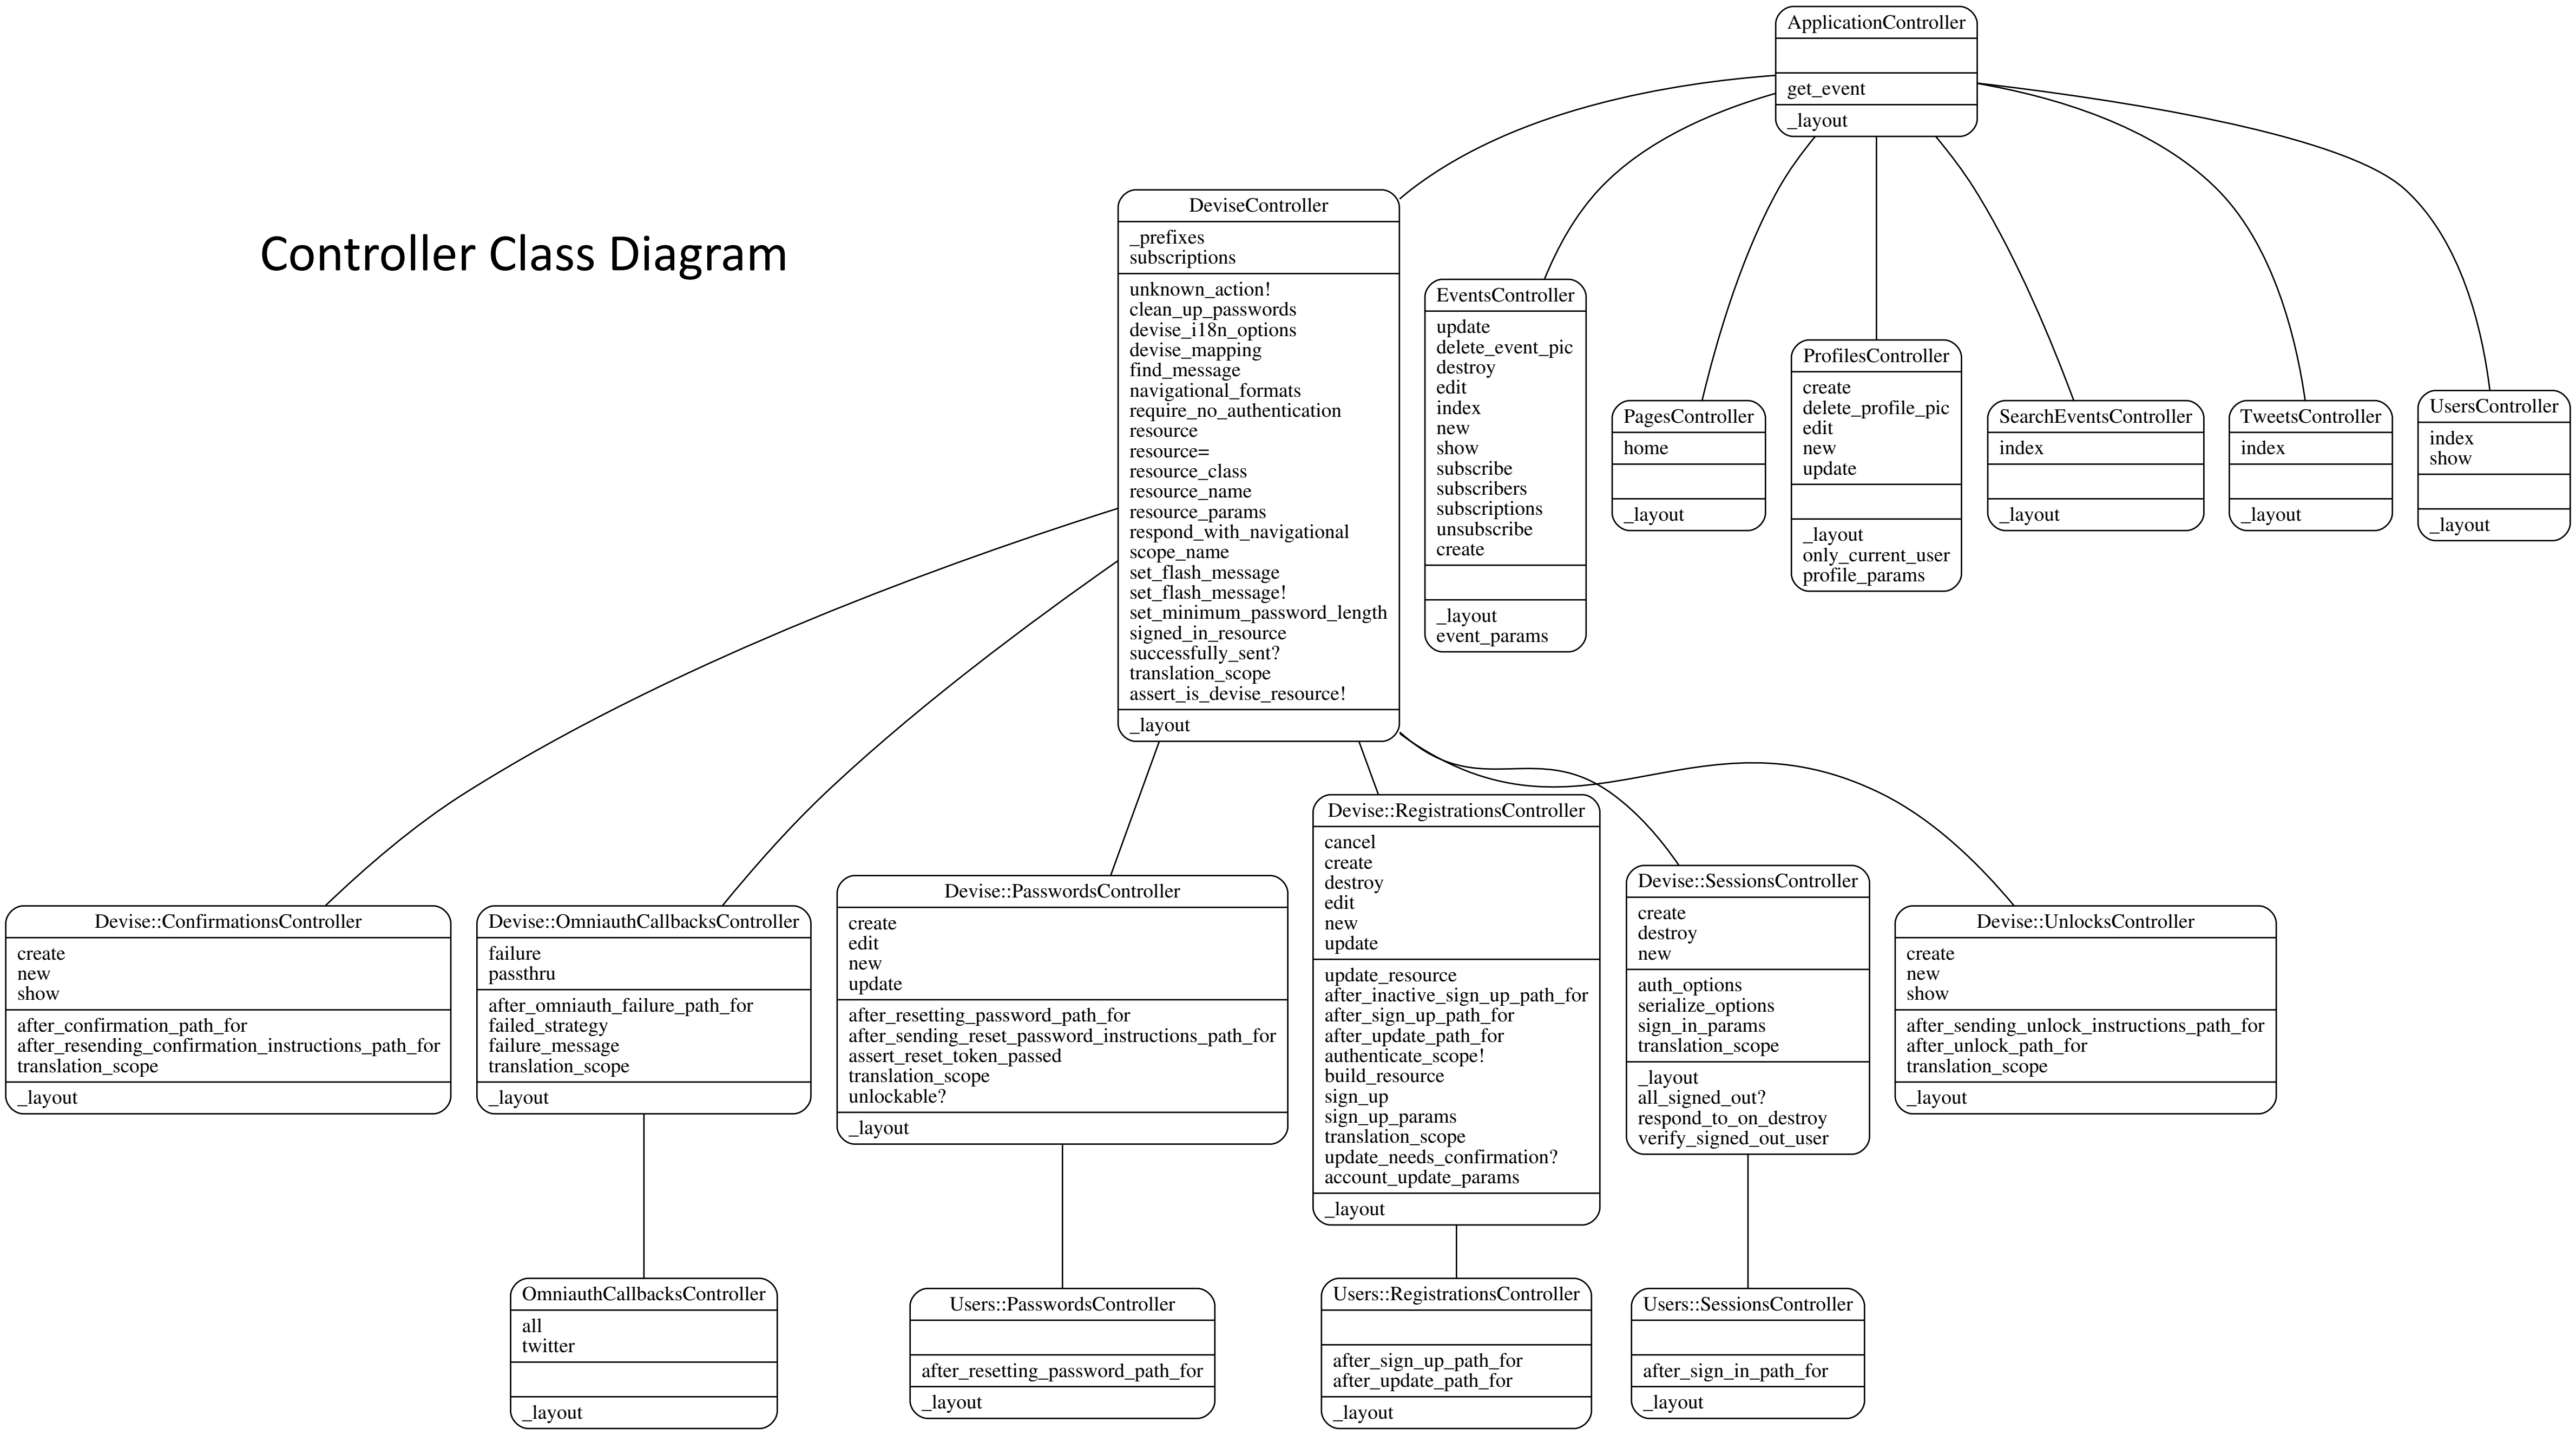 ApplicationController
get_event
_layout
Controller Class Diagram
DeviseController
_prefixes
subscriptions
unknown_action!
clean_up_passwords
devise_i18n_options
devise_mapping
find_message
navigational_formats
require_no_authentication
resource
resource=
resource_class
resource_name
resource_params
respond_with_navigational
scope_name
set_flash_message
set_flash_message!
set_minimum_password_length
signed_in_resource
successfully_sent?
translation_scope
assert_is_devise_resource!
_layout
EventsController
update
delete_event_pic
destroy
edit
index
new
show
subscribe
subscribers
subscriptions
unsubscribe
create
_layout
event_params
PagesController
home
_layout
ProfilesController
create
delete_profile_pic
edit
new
update
_layout
only_current_user
profile_params
SearchEventsController
index
_layout
TweetsController
index
_layout
UsersController
index
show
_layout
Devise::ConfirmationsController
create
new
show
after_confirmation_path_for
after_resending_confirmation_instructions_path_for
translation_scope
_layout
Devise::OmniauthCallbacksController
failure
passthru
after_omniauth_failure_path_for
failed_strategy
failure_message
translation_scope
_layout
Devise::PasswordsController
create
edit
new
update
after_resetting_password_path_for
after_sending_reset_password_instructions_path_for
assert_reset_token_passed
translation_scope
unlockable?
_layout
Devise::RegistrationsController
cancel
create
destroy
edit
new
update
update_resource
after_inactive_sign_up_path_for
after_sign_up_path_for
after_update_path_for
authenticate_scope!
build_resource
sign_up
sign_up_params
translation_scope
update_needs_confirmation?
account_update_params
_layout
Devise::SessionsController
create
destroy
new
auth_options
serialize_options
sign_in_params
translation_scope
_layout
all_signed_out?
respond_to_on_destroy
verify_signed_out_user
Devise::UnlocksController
create
new
show
after_sending_unlock_instructions_path_for
after_unlock_path_for
translation_scope
_layout
OmniauthCallbacksController
all
twitter
_layout
Users::PasswordsController
after_resetting_password_path_for
_layout
Users::RegistrationsController
after_sign_up_path_for
after_update_path_for
_layout
Users::SessionsController
after_sign_in_path_for
_layout